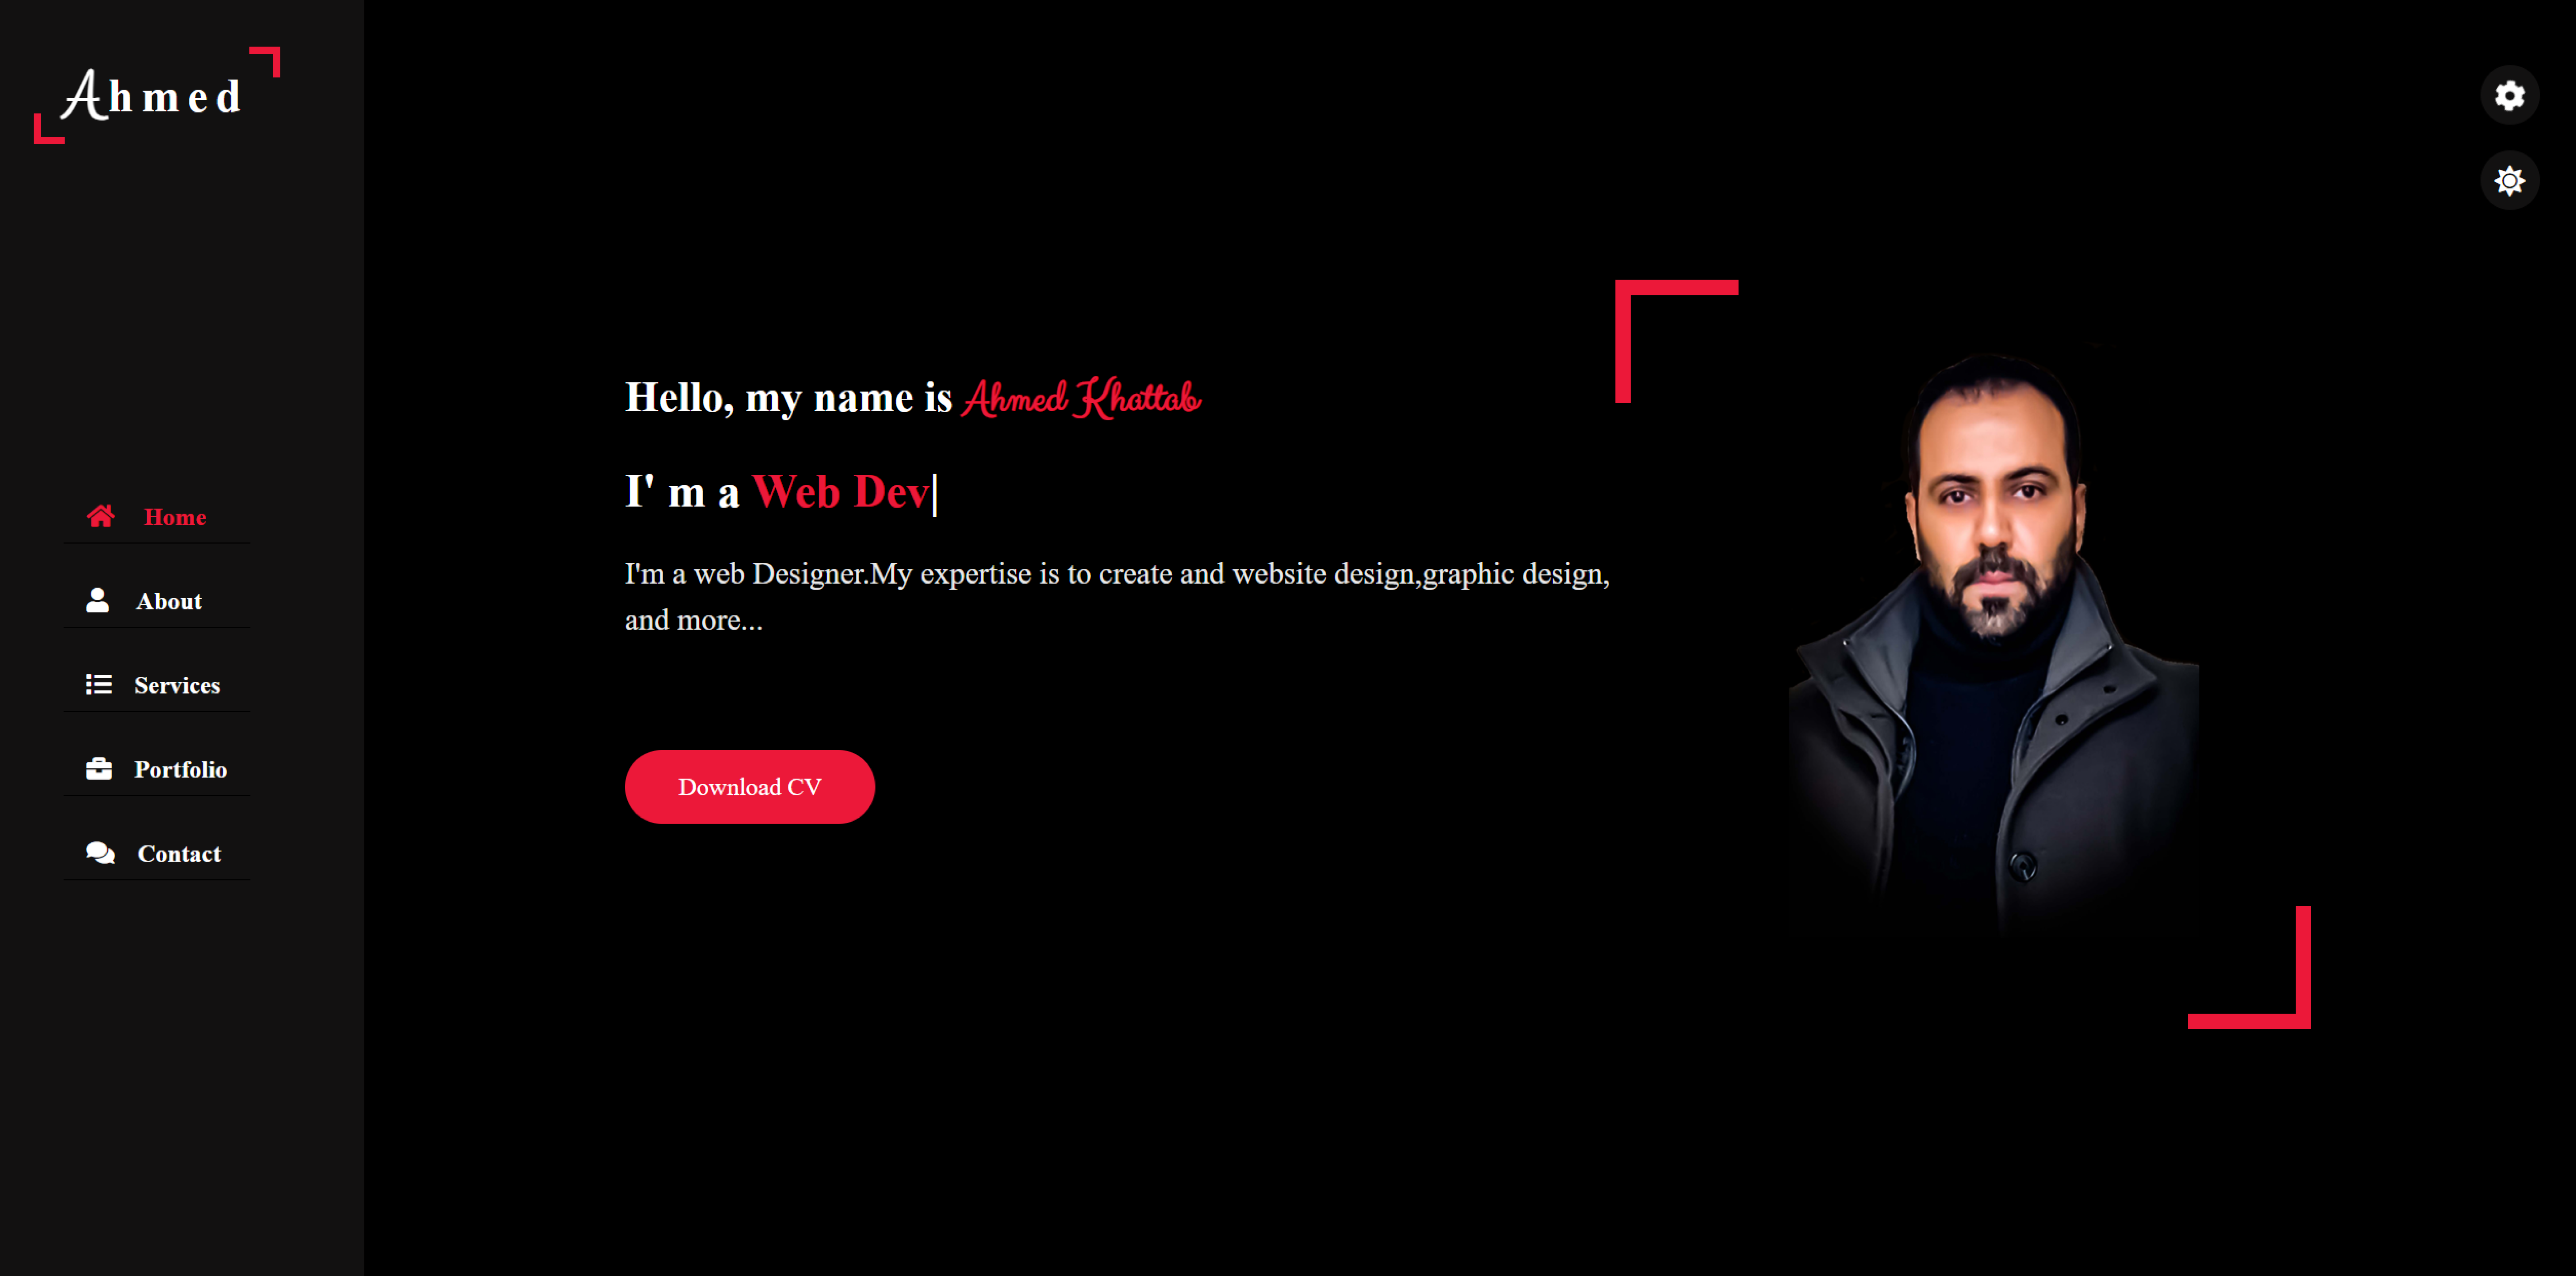 Ahmed
Home
About
Services
Portfolio
Contact
Hello, my name is Ahmed Khattab
I' m a Web Dev|
I'm a web Designer.My expertise is to create and website design,graphic design,
and more...
Download CV